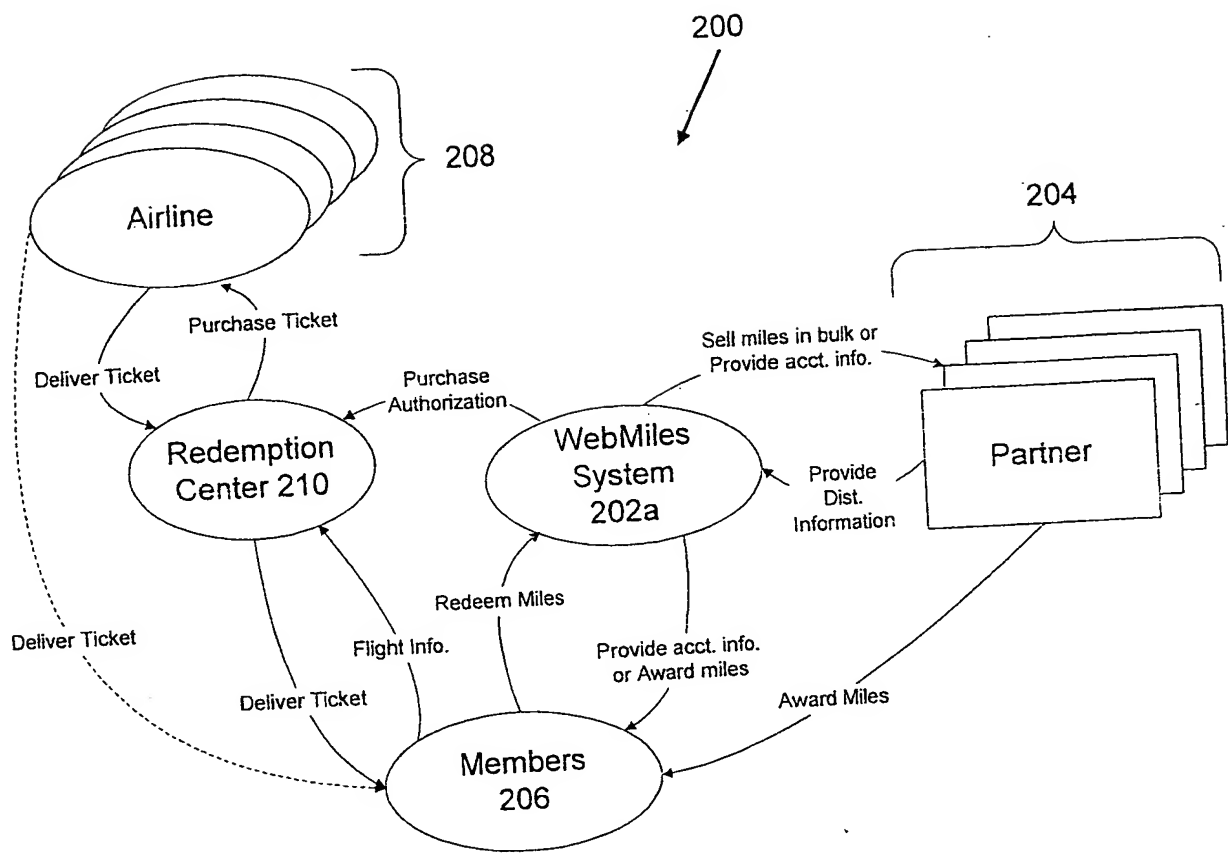 200
208
Airline
204
Purchase Ticket
Sell miles in bulk or
Provide acct. info.
Deliver Ticket
Purchase
Authorization
Redemption
Center 210
WebMiles
System
202a
Partner
Provide
Dist.
Information
Redeem Miles
Deliver Ticket
Flight Info.
Provide acct. info.
or Award miles
Deliver Ticket
Award Miles
Members
206